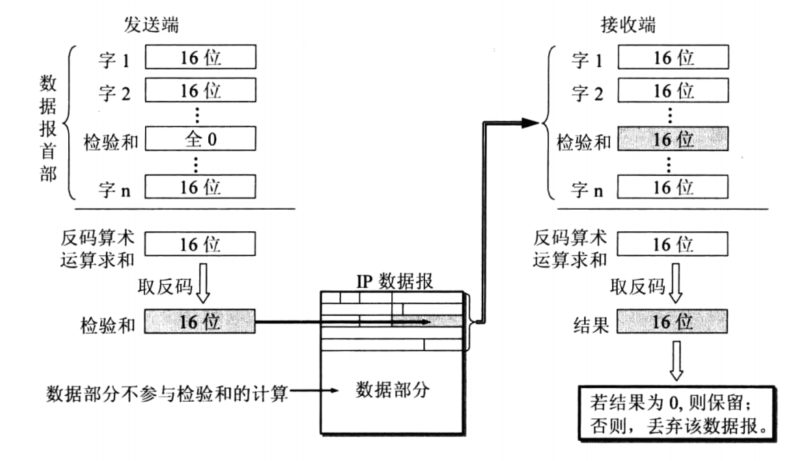 发送端
数据报首部
字 1
16 位
字 2
16 位
检验和
全 0
字 n
16 位
反码算术
运算求和
16 位
取反码
检验和
16 位
数据部分不参与检验和的计算
IP 数据报
数据部分
接收端
数据报首部
字 1
16 位
字 2
16 位
检验和
16 位
字 n
16 位
反码算术
运算求和
16 位
取反码
结果
16 位
若结果为 0, 则保留；
否则，丢弃该数据报。